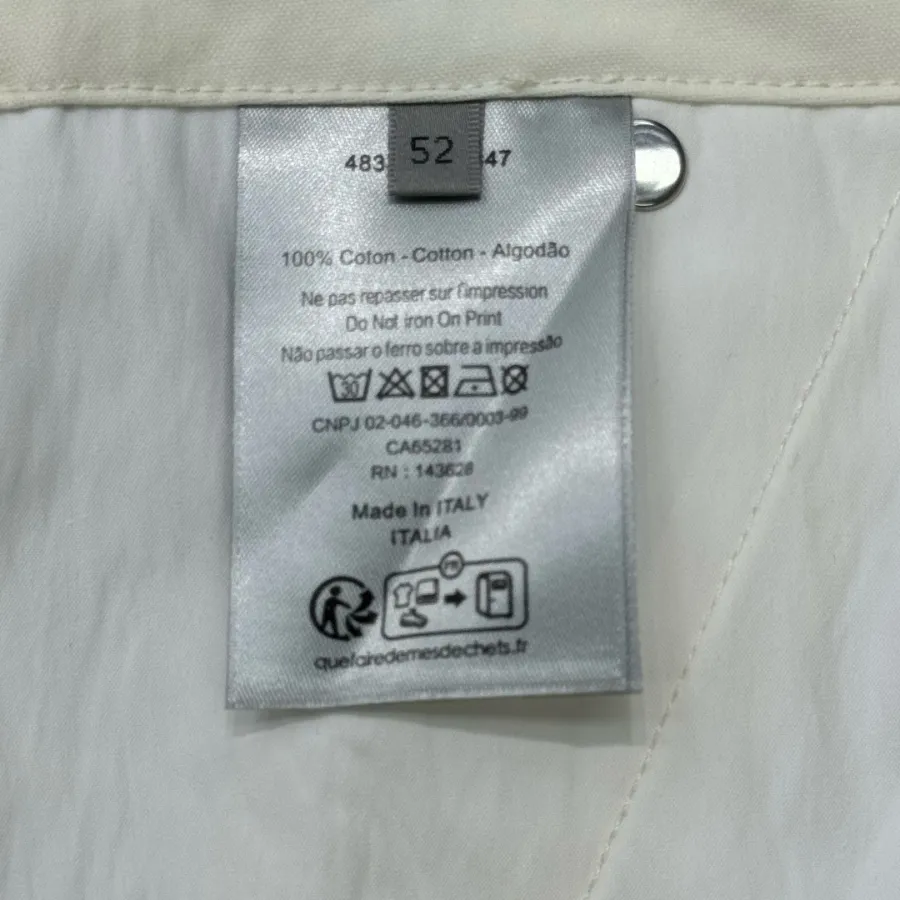 483 52 47
100% Coton - Cotton - Algodão
Ne pas repasser sur l'impression
Do Not iron On Print
Não passar o ferro sobre a impressão
30
CNPJ 02-046-366/0003-99
CA65281
RN : 143628
Made In ITALY
ITALIA
FR
quefairedemesdechets.fr